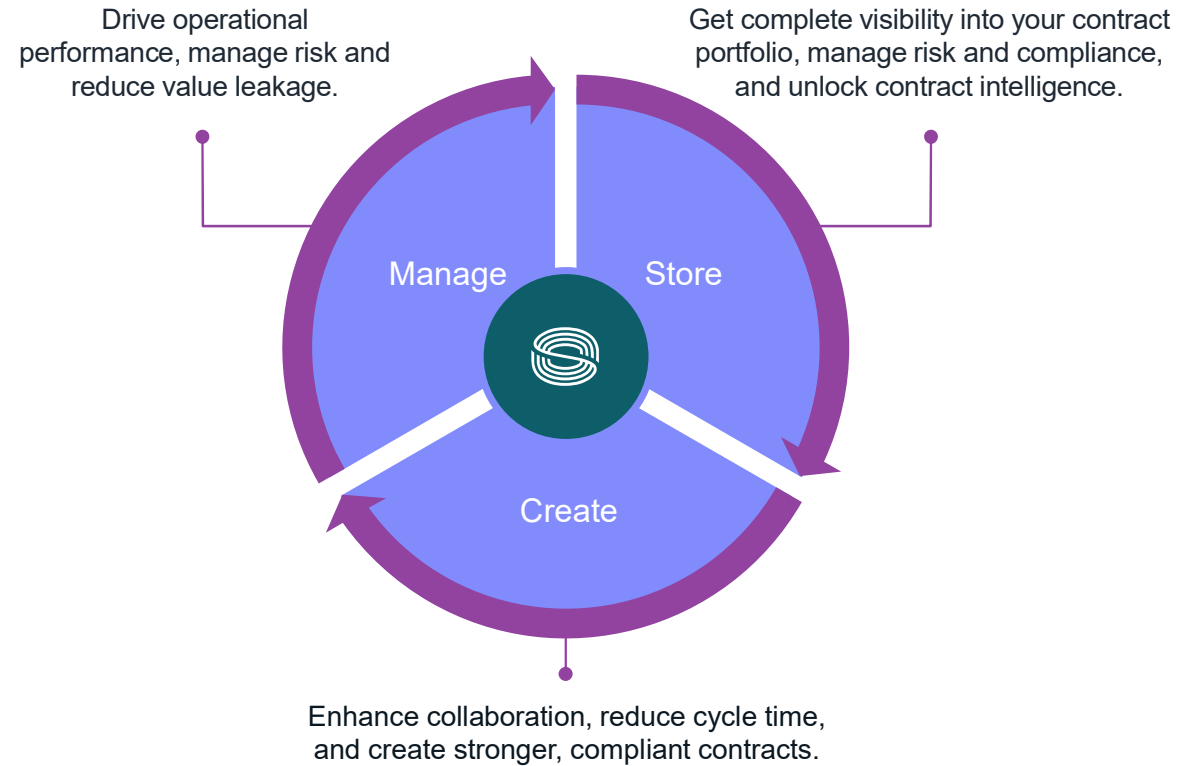 Drive operational
performance, manage risk and
reduce value leakage.
Get complete visibility into your contract
portfolio, manage risk and compliance,
and unlock contract intelligence.
Manage
Store
Create
Enhance collaboration, reduce cycle time,
and create stronger, compliant contracts.